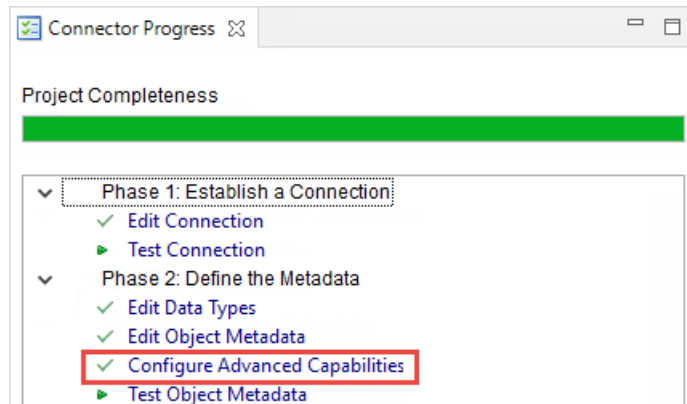 Connector Progress
Project Completeness
Phase 1: Establish a Connection
Edit Connection
Test Connection
Phase 2: Define the Metadata
Edit Data Types
Edit Object Metadata
Configure Advanced Capabilities
Test Object Metadata